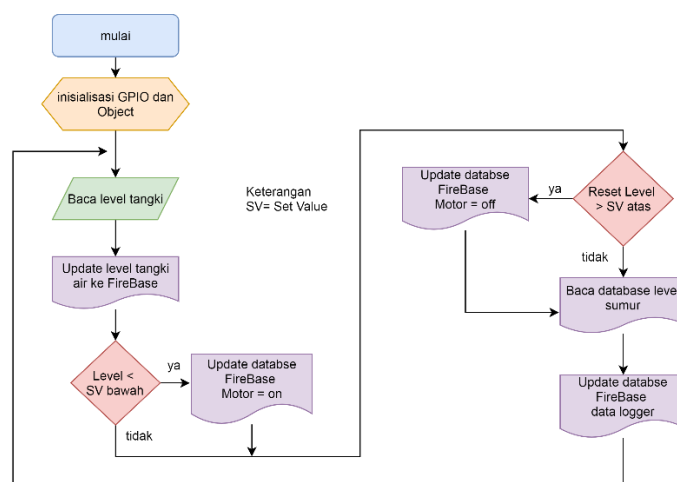 mulai
inisialisasi GPIO dan
Object
Baca level tangki
Update level tangki
air ke FireBase
Level <
SV bawah
ya
Update databse
FireBase
Motor = on
tidak
Keterangan
SV= Set Value
Reset Level
> SV atas
ya
Update databse
FireBase
Motor = off
tidak
Baca database level
sumur
Update databse
FireBase
data logger